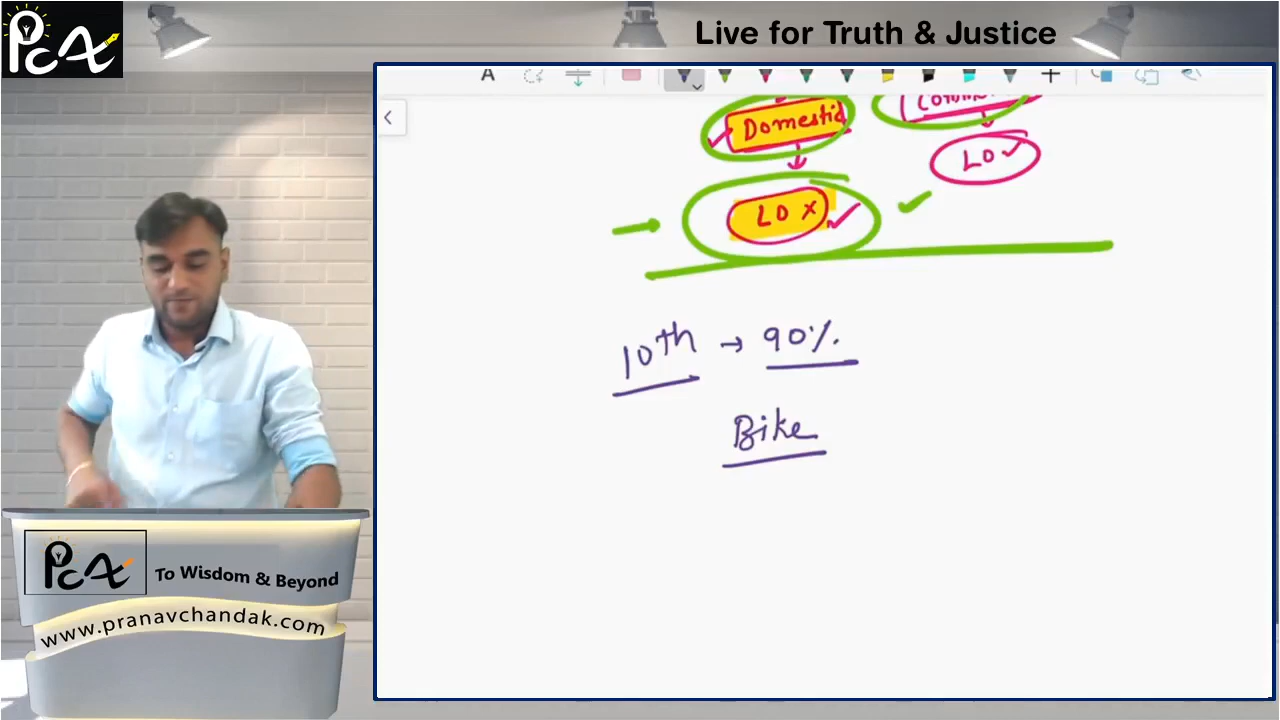 PCA
Live for Truth & Justice
A
Domestic
LO ✓
LO x
10th → 90%.
Bike
PCA
To Wisdom & Beyond
www.pranavchandak.com